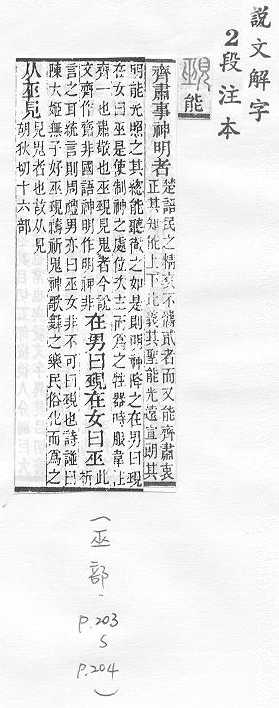 說文解字
2段注本
覡
能
齊肅事神明者
楚語民之精爽不攜貳者而又能齊肅衷
正其知能上下比義其聖能光遠宣朗其
明能光照之其聰能聽徹之如是則明神降之在男曰覡
在女曰巫是使制神之處位次主而爲之牲器時服韋注
齊一也肅敬也巫覡見鬼者今說
文齊作齋非國語神明作明神非
在男曰覡在女曰巫
此
析
言之耳統言則周禮男亦曰巫女非不可曰覡也詩譜曰
陳大姬無子好巫覡禱祈鬼神歌舞之樂民俗化而爲之
从巫見
見鬼者也故从見
胡狄切十六部
(巫部
p.203
S
p.204)